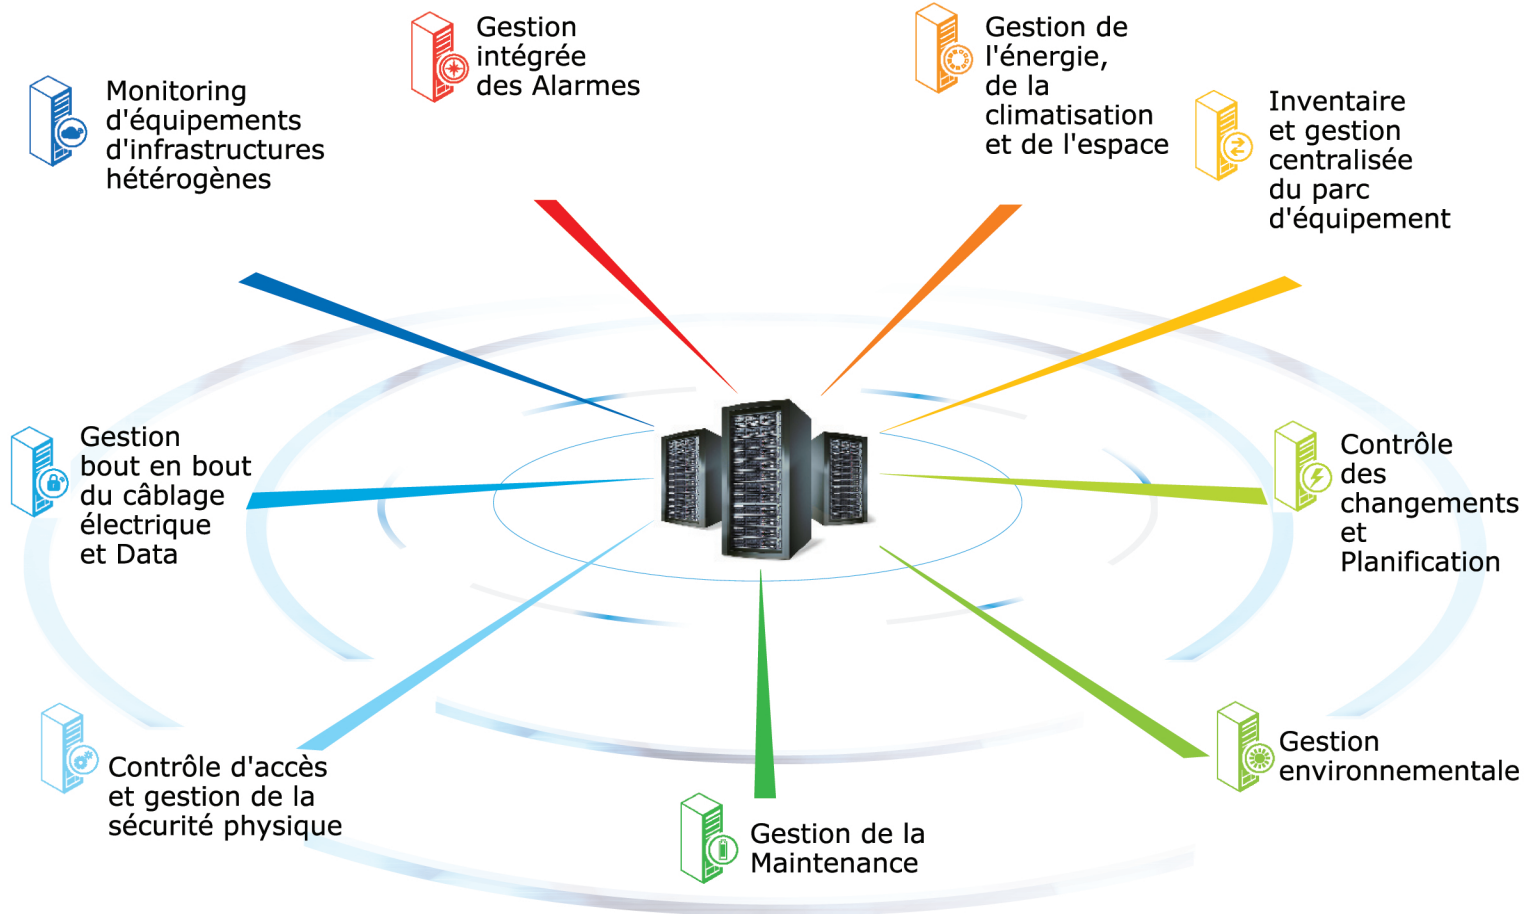 Gestion
intégrée
des Alarmes
Gestion de
l'énergie,
de la
climatisation
et de l'espace
Monitoring
d'équipements
d'infrastructures
hétérogènes
Inventaire
et gestion
centralisée
du parc
d'équipement
Gestion
bout en bout
du câblage
électrique
et Data
Contrôle
des
changements
et
Planification
Contrôle d'accès
et gestion de la
sécurité physique
Gestion de la
Maintenance
Gestion
environnementale